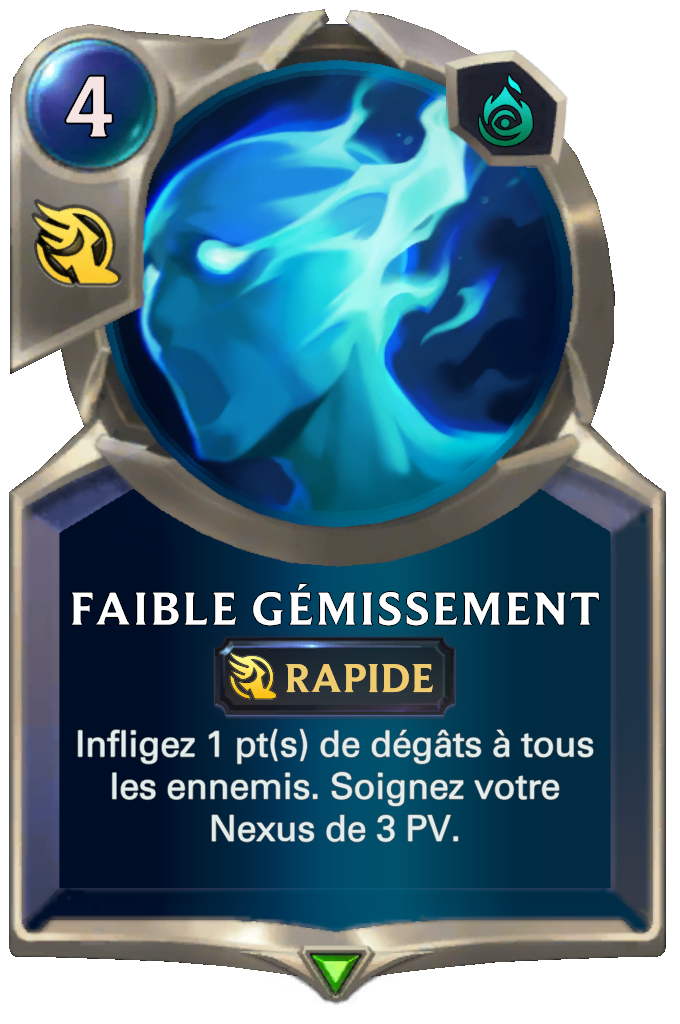 4
FAIBLE GÉMISSEMENT
RAPIDE
Infligez 1 pt(s) de dégâts à tous
les ennemis. Soignez votre
Nexus de 3 PV.